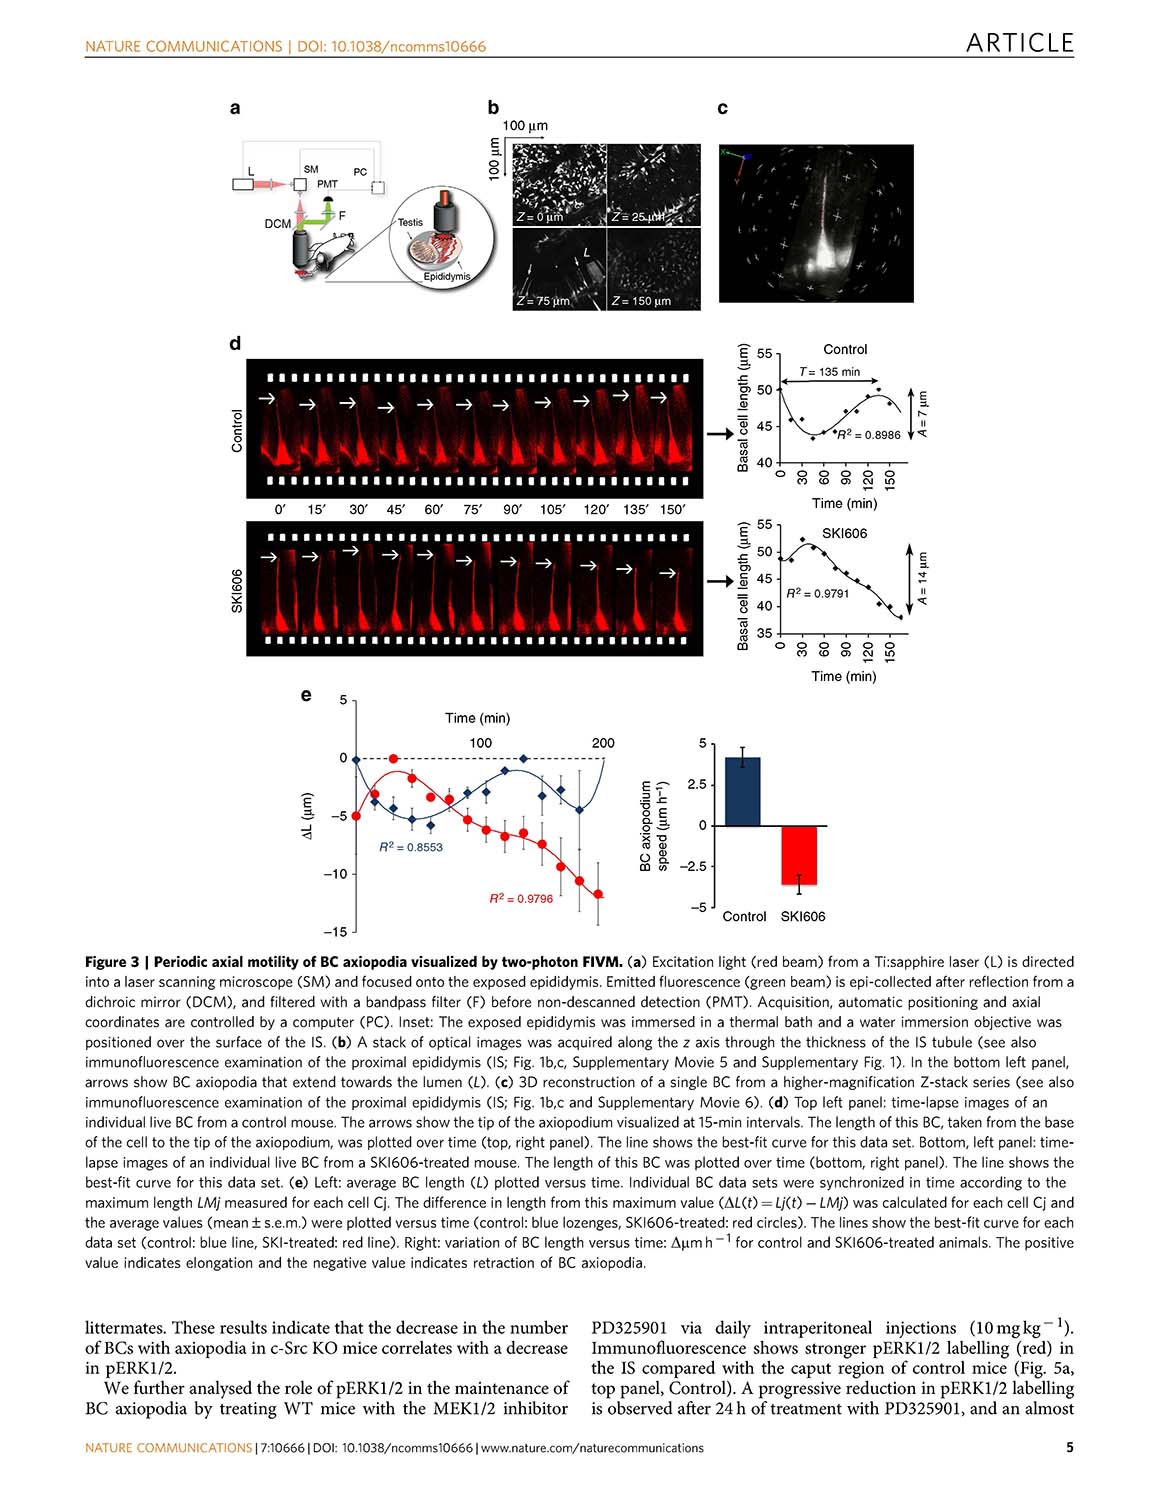 NATURE COMMUNICATIONS | DOI: 10.1038/ncomms10666
ARTICLE
a
L
SM
PC
PMT
DCM
F
Testis
Epididymis
b
100 μm
100 μm
Z = 0 μm
Z = 25 μm
L
Z = 75 μm
Z = 150 μm
c
X
Y
d
Control
0′ 15′ 30′ 45′ 60′ 75′ 90′ 105′ 120′ 135′ 150′
SKI606
Control
Basal cell length (μm)
55
50
45
40
T = 135 min
R² = 0.8986
A = 7 μm
0 30 60 90 120 150
Time (min)
SKI606
Basal cell length (μm)
55
50
45
40
35
R² = 0.9791
A = 14 μm
0 30 60 90 120 150
Time (min)
e
5
0
−5
−10
−15
ΔL (μm)
Time (min)
100 200
R² = 0.8553
R² = 0.9796
BC axiopodium
speed (μm h⁻¹)
5
2.5
0
−2.5
−5
Control SKI606
Figure 3 | Periodic axial motility of BC axiopodia visualized by two-photon FIVM. (a) Excitation light (red beam) from a Ti:sapphire laser (L) is directed
into a laser scanning microscope (SM) and focused onto the exposed epididymis. Emitted fluorescence (green beam) is epi-collected after reflection from a
dichroic mirror (DCM), and filtered with a bandpass filter (F) before non-descanned detection (PMT). Acquisition, automatic positioning and axial
coordinates are controlled by a computer (PC). Inset: The exposed epididymis was immersed in a thermal bath and a water immersion objective was
positioned over the surface of the IS. (b) A stack of optical images was acquired along the z axis through the thickness of the IS tubule (see also
immunofluorescence examination of the proximal epididymis (IS; Fig. 1b,c, Supplementary Movie 5 and Supplementary Fig. 1). In the bottom left panel,
arrows show BC axiopodia that extend towards the lumen (L). (c) 3D reconstruction of a single BC from a higher-magnification Z-stack series (see also
immunofluorescence examination of the proximal epididymis (IS; Fig. 1b,c and Supplementary Movie 6). (d) Top left panel: time-lapse images of an
individual live BC from a control mouse. The arrows show the tip of the axiopodium visualized at 15-min intervals. The length of this BC, taken from the base
of the cell to the tip of the axiopodium, was plotted over time (top, right panel). The line shows the best-fit curve for this data set. Bottom, left panel: time-
lapse images of an individual live BC from a SKI606-treated mouse. The length of this BC was plotted over time (bottom, right panel). The line shows the
best-fit curve for this data set. (e) Left: average BC length (L) plotted versus time. Individual BC data sets were synchronized in time according to the
maximum length LMj measured for each cell Cj. The difference in length from this maximum value (ΔL(t) = Lj(t) − LMj) was calculated for each cell Cj and
the average values (mean ± s.e.m.) were plotted versus time (control: blue lozenges, SKI606-treated: red circles). The lines show the best-fit curve for each
data set (control: blue line, SKI-treated: red line). Right: variation of BC length versus time: Δμm h⁻¹ for control and SKI606-treated animals. The positive
value indicates elongation and the negative value indicates retraction of BC axiopodia.
littermates. These results indicate that the decrease in the number
of BCs with axiopodia in c-Src KO mice correlates with a decrease
in pERK1/2.
We further analysed the role of pERK1/2 in the maintenance of
BC axiopodia by treating WT mice with the MEK1/2 inhibitor
PD325901 via daily intraperitoneal injections (10 mg kg⁻¹).
Immunofluorescence shows stronger pERK1/2 labelling (red) in
the IS compared with the caput region of control mice (Fig. 5a,
top panel, Control). A progressive reduction in pERK1/2 labelling
is observed after 24 h of treatment with PD325901, and an almost
NATURE COMMUNICATIONS | 7:10666 | DOI: 10.1038/ncomms10666 | www.nature.com/naturecommunications
5